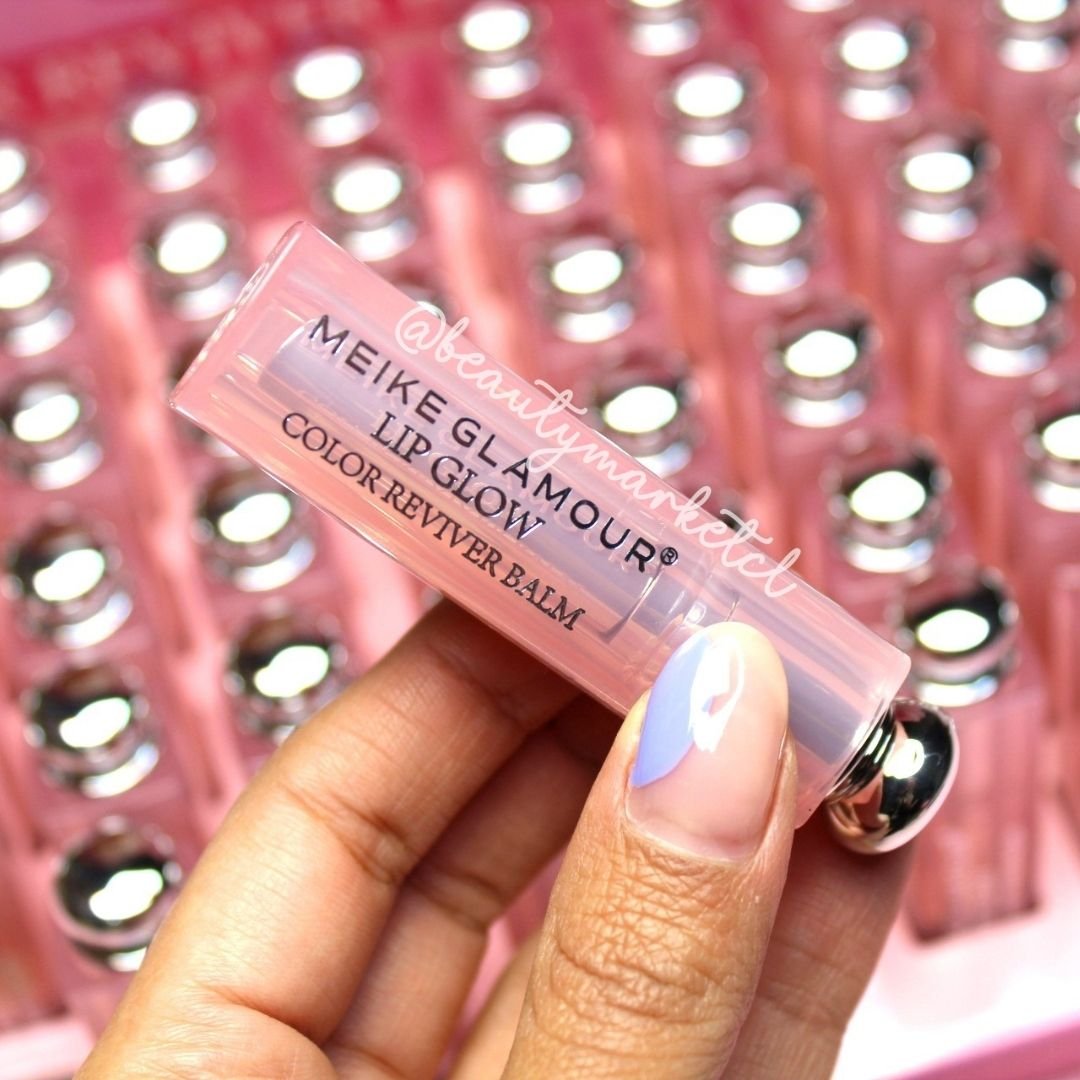 MEIKE GLAMOUR®
LIP GLOW
COLOR REVIVER BALM
@beautymarketcl